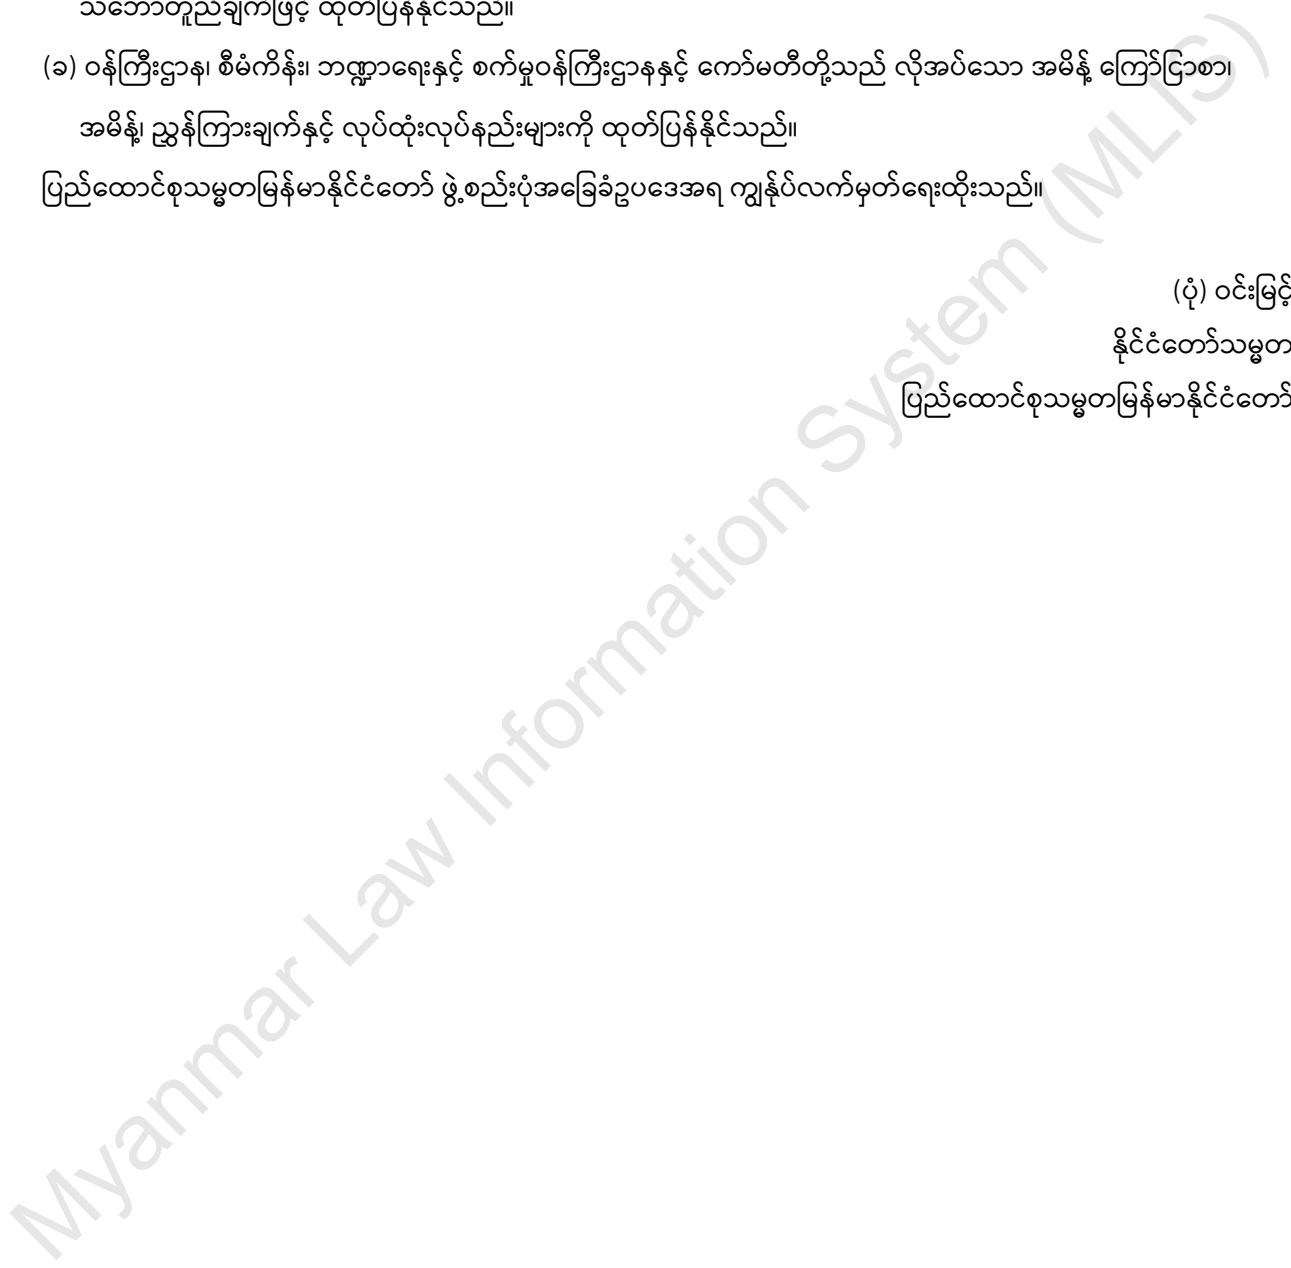 သဘောတူညီချက်ဖြင့် ထုတ်ပြန်နိုင်သည်။
(ခ) ဝန်ကြီးဌာန၊ စီမံကိန်း၊ ဘဏ္ဍာရေးနှင့် စက်မှုဝန်ကြီးဌာနနှင့် ကော်မတီတို့သည် လိုအပ်သော အမိန့် ကြော်ငြာစာ၊
အမိန့်၊ ညွှန်ကြားချက်နှင့် လုပ်ထုံးလုပ်နည်းများကို ထုတ်ပြန်နိုင်သည်။
ပြည်ထောင်စုသမ္မတမြန်မာနိုင်ငံတော် ဖွဲ့စည်းပုံအခြေခံဥပဒေအရ ကျွန်ုပ်လက်မှတ်ရေးထိုးသည်။
(ပုံ) ဝင်းမြင့်
နိုင်ငံတော်သမ္မတ
ပြည်ထောင်စုသမ္မတမြန်မာနိုင်ငံတော်
Myanmar Law Information System (MLIS)